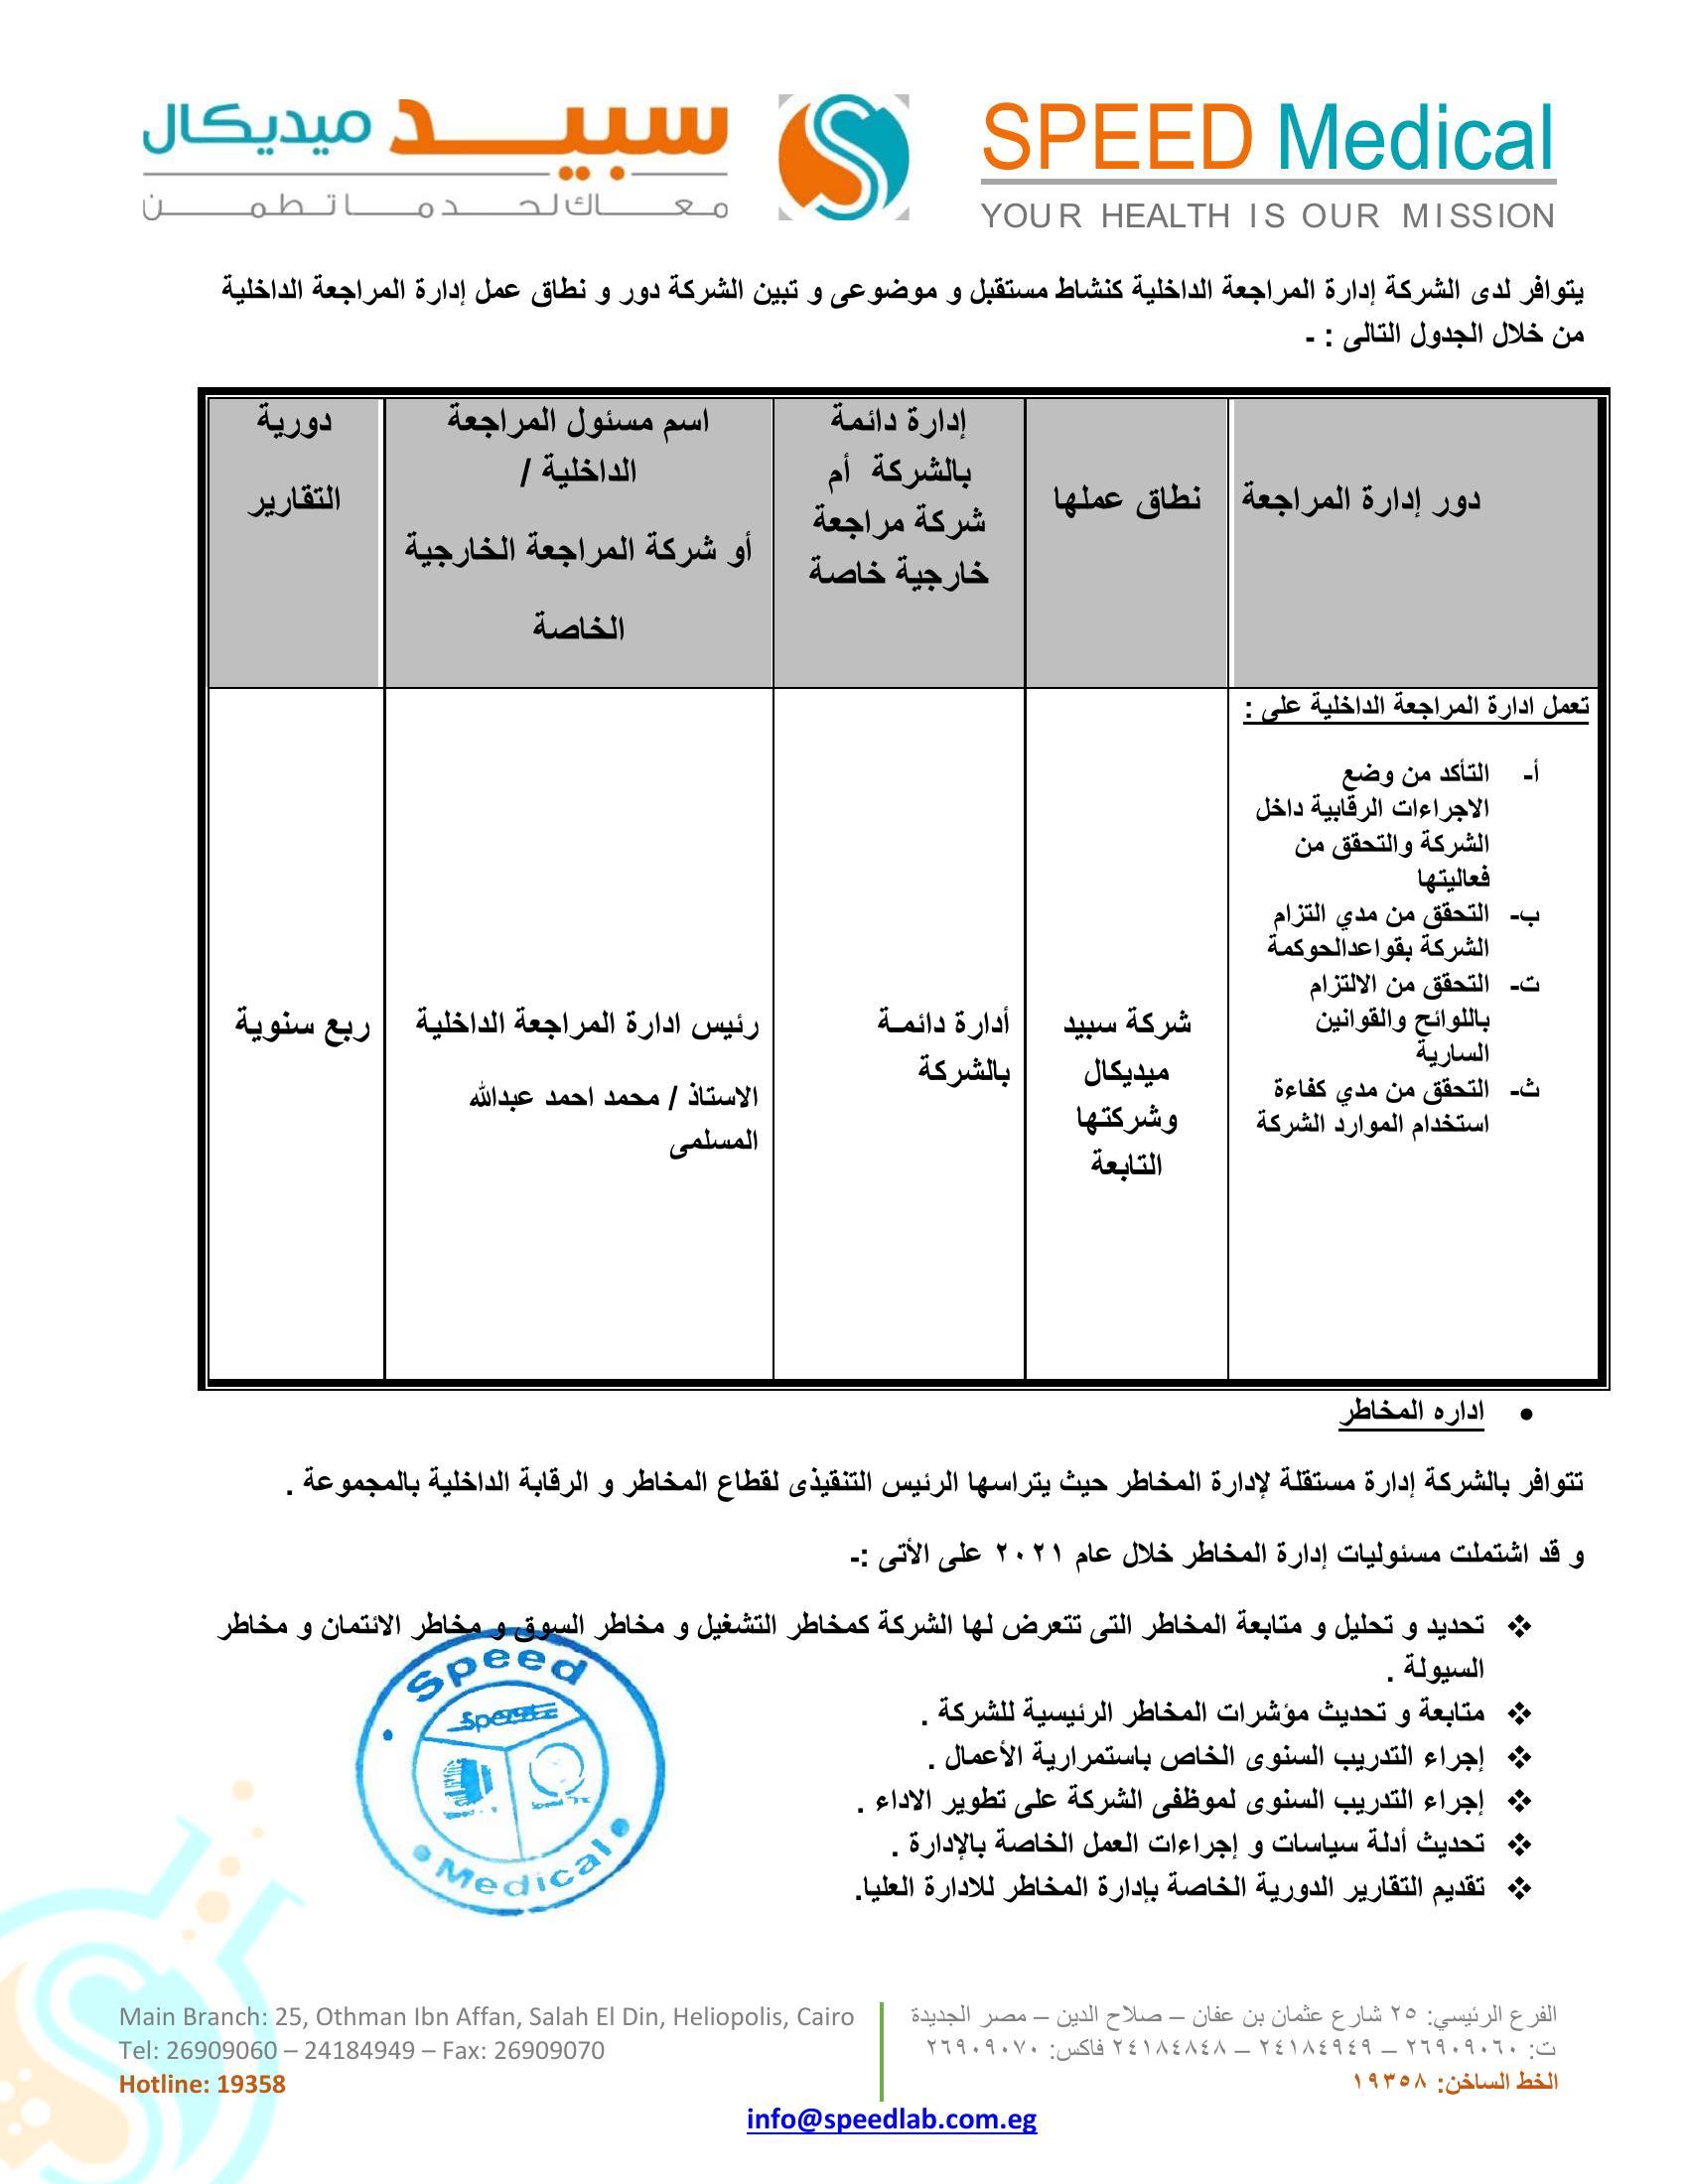 سبيد ميديكال
معاك لحد ما تطمن
SPEED Medical
YOUR HEALTH IS OUR MISSION
يتوافر لدى الشركة إدارة المراجعة الداخلية كنشاط مستقبل و موضوعى و تبين الشركة دور و نطاق عمل إدارة المراجعة الداخلية
من خلال الجدول التالى : -
دور إدارة المراجعة
نطاق عملها
إدارة دائمة
بالشركة أم
شركة مراجعة
خارجية خاصة
اسم مسئول المراجعة
الداخلية /
أو شركة المراجعة الخارجية
الخاصة
دورية
التقارير
تعمل ادارة المراجعة الداخلية على :
أ- التأكد من وضع
الاجراءات الرقابية داخل
الشركة والتحقق من
فعاليتها
ب- التحقق من مدي التزام
الشركة بقواعدالحوكمة
ت- التحقق من الالتزام
باللوائح والقوانين
السارية
ث- التحقق من مدي كفاءة
استخدام الموارد الشركة
شركة سبيد
ميديكال
وشركتها
التابعة
أدارة دائمة
بالشركة
رئيس ادارة المراجعة الداخلية
الاستاذ / محمد احمد عبدالله
المسلمى
ربع سنوية
• اداره المخاطر
تتوافر بالشركة إدارة مستقلة لإدارة المخاطر حيث يتراسها الرئيس التنقيذى لقطاع المخاطر و الرقابة الداخلية بالمجموعة .
و قد اشتملت مسئوليات إدارة المخاطر خلال عام ٢٠٢١ على الأتى :-
❖ تحديد و تحليل و متابعة المخاطر التى تتعرض لها الشركة كمخاطر التشغيل و مخاطر السوق و مخاطر الائتمان و مخاطر
السيولة .
❖ متابعة و تحديث مؤشرات المخاطر الرئيسية للشركة .
❖ إجراء التدريب السنوى الخاص باستمرارية الأعمال .
❖ إجراء التدريب السنوى لموظفى الشركة على تطوير الاداء .
❖ تحديث أدلة سياسات و إجراءات العمل الخاصة بالإدارة .
❖ تقديم التقارير الدورية الخاصة بإدارة المخاطر للادارة العليا.
Speed
Medical
Main Branch: 25, Othman Ibn Affan, Salah El Din, Heliopolis, Cairo
Tel: 26909060 – 24184949 – Fax: 26909070
Hotline: 19358
الفرع الرئيسي: ٢٥ شارع عثمان بن عفان – صلاح الدين – مصر الجديدة
ت: ٢٦٩٠٩٠٦٠ – ٢٤١٨٤٩٤٩ – ٢٤١٨٤٨٤٨ فاكس: ٢٦٩٠٩٠٧٠
الخط الساخن: ١٩٣٥٨
info@speedlab.com.eg